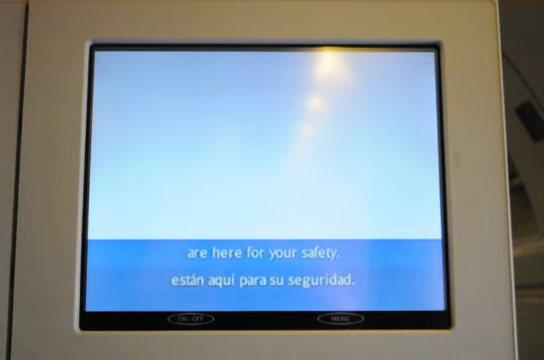 are here for your safety.
están aquí para su seguridad.
ON - OFF
MENU